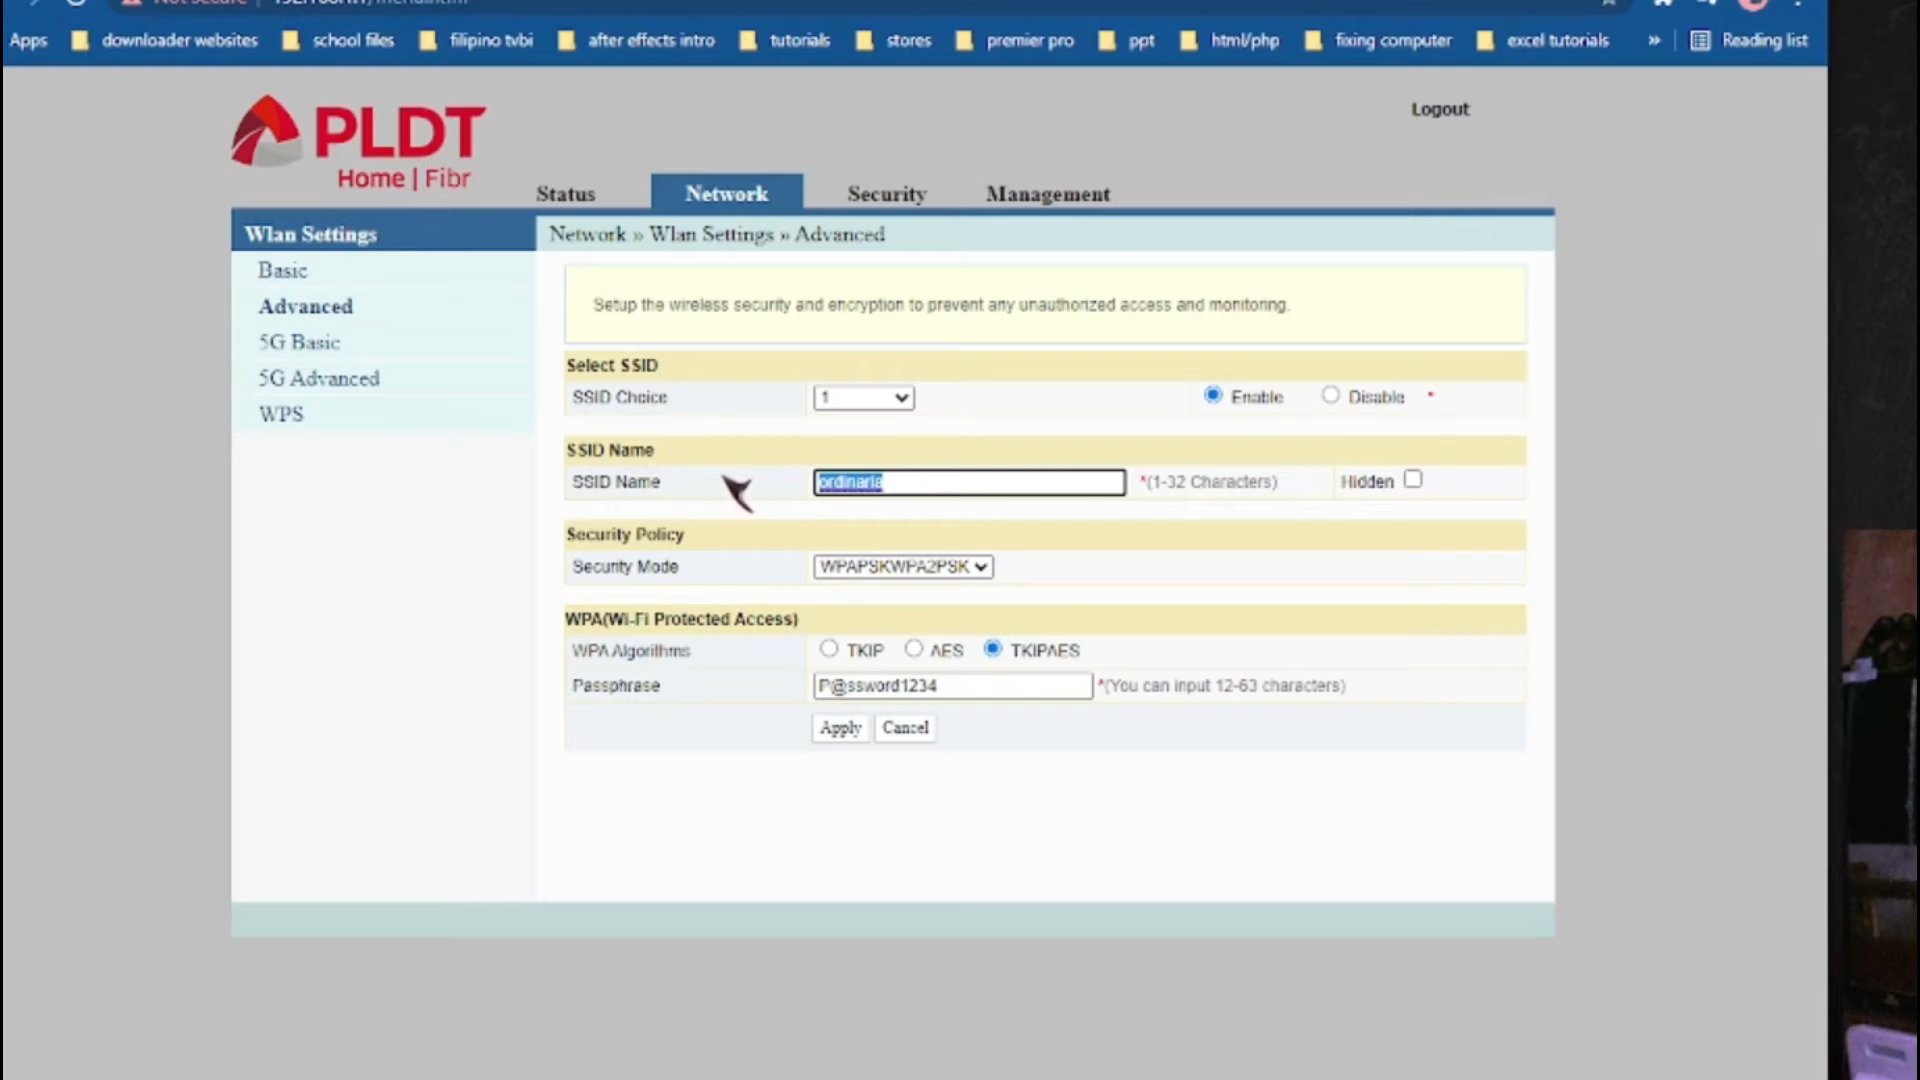 Not secure
Apps downloader websites school files filipino tvbi after effects intro tutorials stores premier pro ppt html/php fixing computer excel tutorials » Reading list
Logout
PLDT
Home | Fibr
Status Network Security Management
Wlan Settings
Network » Wlan Settings » Advanced
Basic
Advanced
5G Basic
5G Advanced
WPS
Setup the wireless security and encryption to prevent any unauthorized access and monitoring.
Select SSID
SSID Choice 1 Enable Disable *
SSID Name
SSID Name ordinaria *(1-32 Characters) Hidden
Security Policy
Security Mode WPAPSKWPA2PSK
WPA(Wi-Fi Protected Access)
WPA Algorithms TKIP AES TKIPAES
Passphrase P@ssword1234 *(You can input 12-63 characters)
Apply Cancel